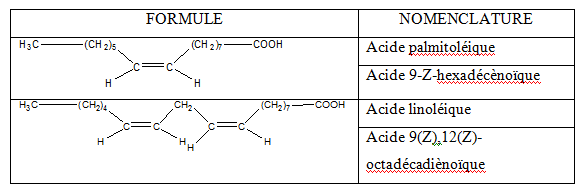 FORMULE NOMENCLATURE
H₃C (CH₂)₅ (CH₂)₇ COOH
C C
H H
Acide palmitoléique
Acide 9-Z-hexadécènoïque
H₃C (CH₂)₄ CH₂ (CH₂)₇ COOH
C C C C
H H H H
Acide linoléique
Acide 9(Z),12(Z)-
octadécadiènoïque